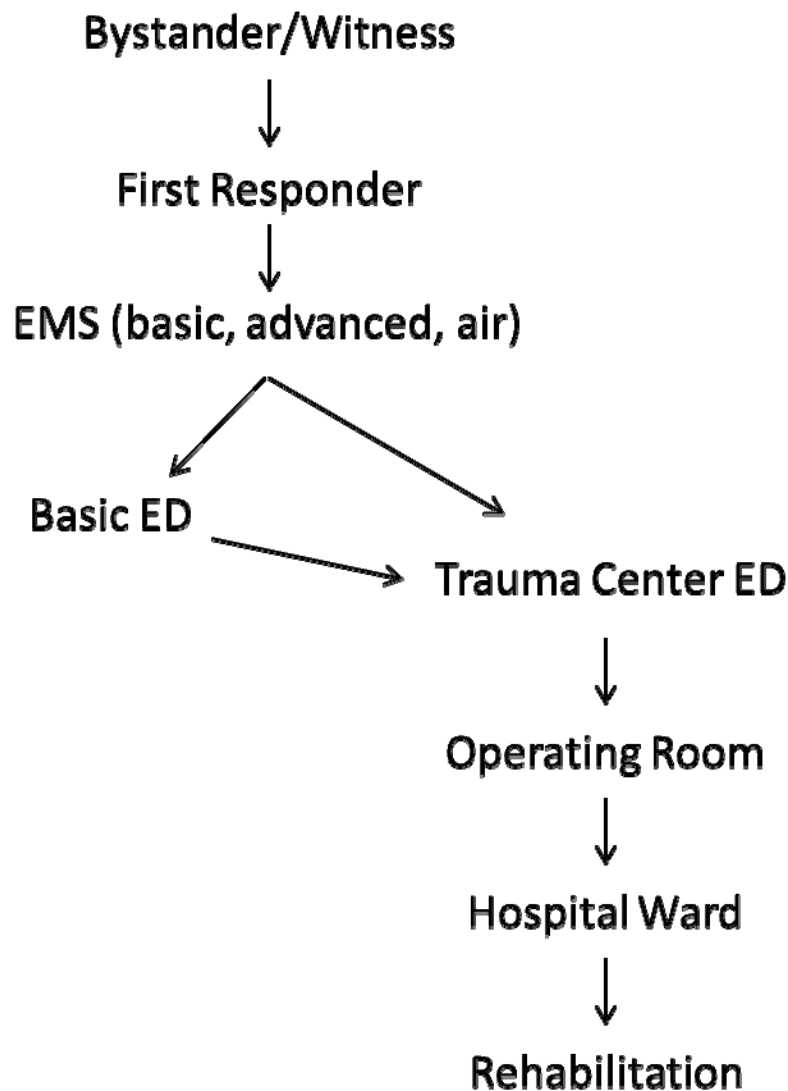 Bystander/Witness
First Responder
EMS (basic, advanced, air)
Basic ED
Trauma Center ED
Operating Room
Hospital Ward
Rehabilitation